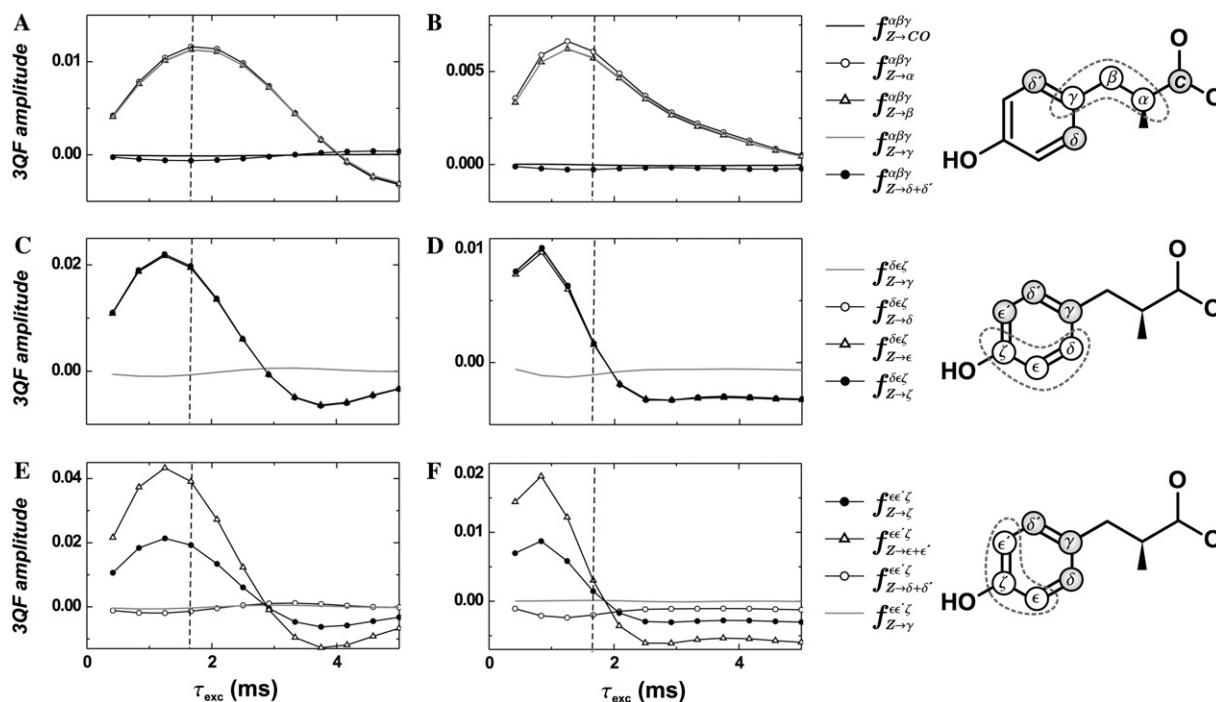 A
3QF amplitude
0.01
0.00
B
0.005
0.000
f^{αβγ}_{Z→CO}
f^{αβγ}_{Z→α}
f^{αβγ}_{Z→β}
f^{αβγ}_{Z→γ}
f^{αβγ}_{Z→δ+δ´}
O
δ´ γ β α C O
δ
HO
C
3QF amplitude
0.02
0.00
D
0.01
0.00
f^{δεζ}_{Z→γ}
f^{δεζ}_{Z→δ}
f^{δεζ}_{Z→ε}
f^{δεζ}_{Z→ζ}
O
δ´ O
ε´ γ
ζ δ
HO ε
E
3QF amplitude
0.04
0.02
0.00
0 2 4
τexc (ms)
F
0.02
0.01
0.00
0 2 4
τexc (ms)
f^{εε´ζ}_{Z→ζ}
f^{εε´ζ}_{Z→ε+ε´}
f^{εε´ζ}_{Z→δ+δ´}
f^{εε´ζ}_{Z→γ}
O
δ´ O
ε´ γ
ζ δ
HO ε